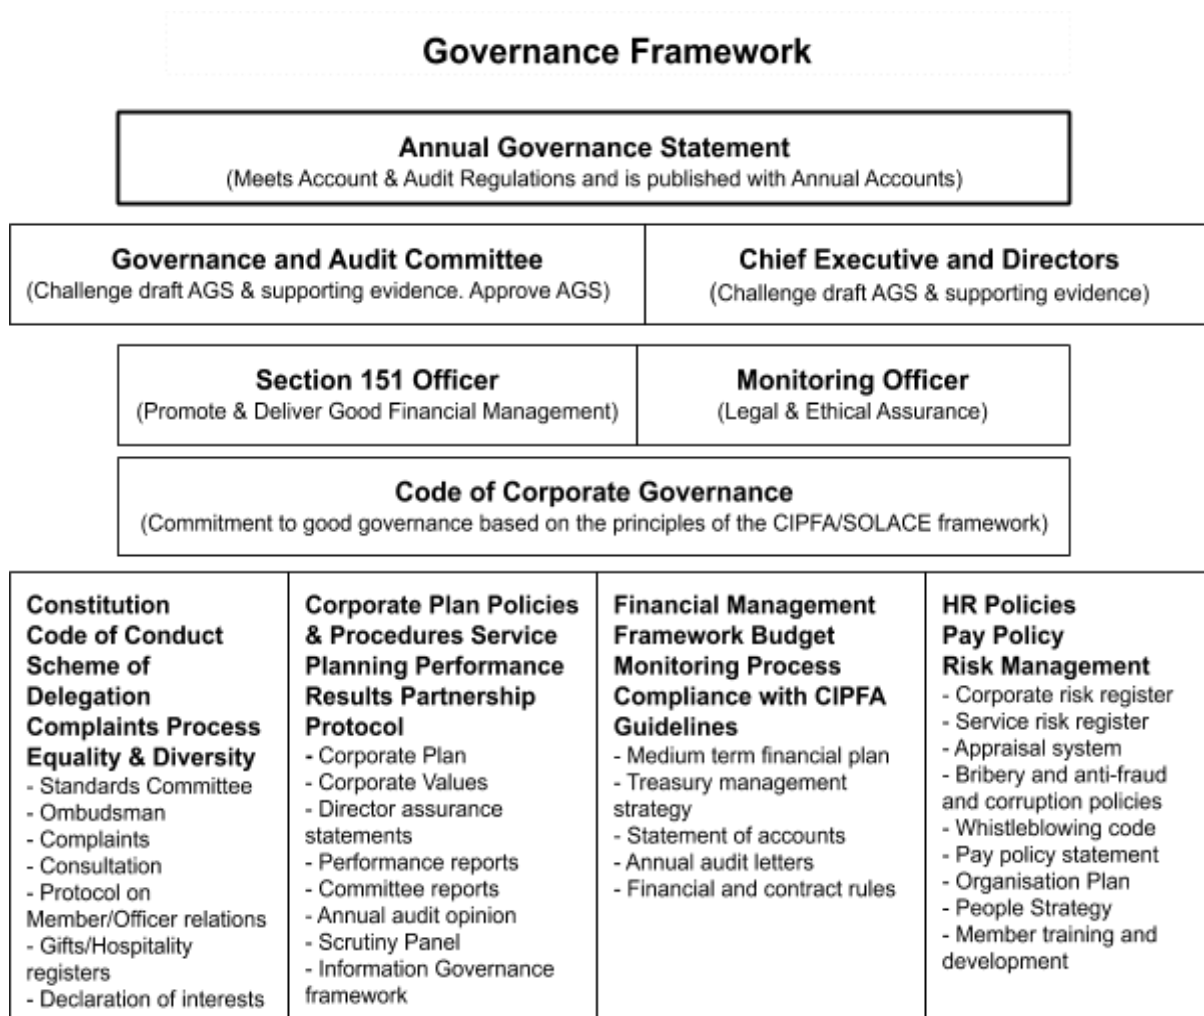 Governance Framework
Annual Governance Statement
(Meets Account & Audit Regulations and is published with Annual Accounts)
Governance and Audit Committee
(Challenge draft AGS & supporting evidence. Approve AGS)
Chief Executive and Directors
(Challenge draft AGS & supporting evidence)
Section 151 Officer
(Promote & Deliver Good Financial Management)
Monitoring Officer
(Legal & Ethical Assurance)
Code of Corporate Governance
(Commitment to good governance based on the principles of the CIPFA/SOLACE framework)
Constitution
Code of Conduct
Scheme of
Delegation
Complaints Process
Equality & Diversity
- Standards Committee
- Ombudsman
- Complaints
- Consultation
- Protocol on
Member/Officer relations
- Gifts/Hospitality
registers
- Declaration of interests
Corporate Plan Policies
& Procedures Service
Planning Performance
Results Partnership
Protocol
- Corporate Plan
- Corporate Values
- Director assurance
statements
- Performance reports
- Committee reports
- Annual audit opinion
- Scrutiny Panel
- Information Governance
framework
Financial Management
Framework Budget
Monitoring Process
Compliance with CIPFA
Guidelines
- Medium term financial plan
- Treasury management
strategy
- Statement of accounts
- Annual audit letters
- Financial and contract rules
HR Policies
Pay Policy
Risk Management
- Corporate risk register
- Service risk register
- Appraisal system
- Bribery and anti-fraud
and corruption policies
- Whistleblowing code
- Pay policy statement
- Organisation Plan
- People Strategy
- Member training and
development